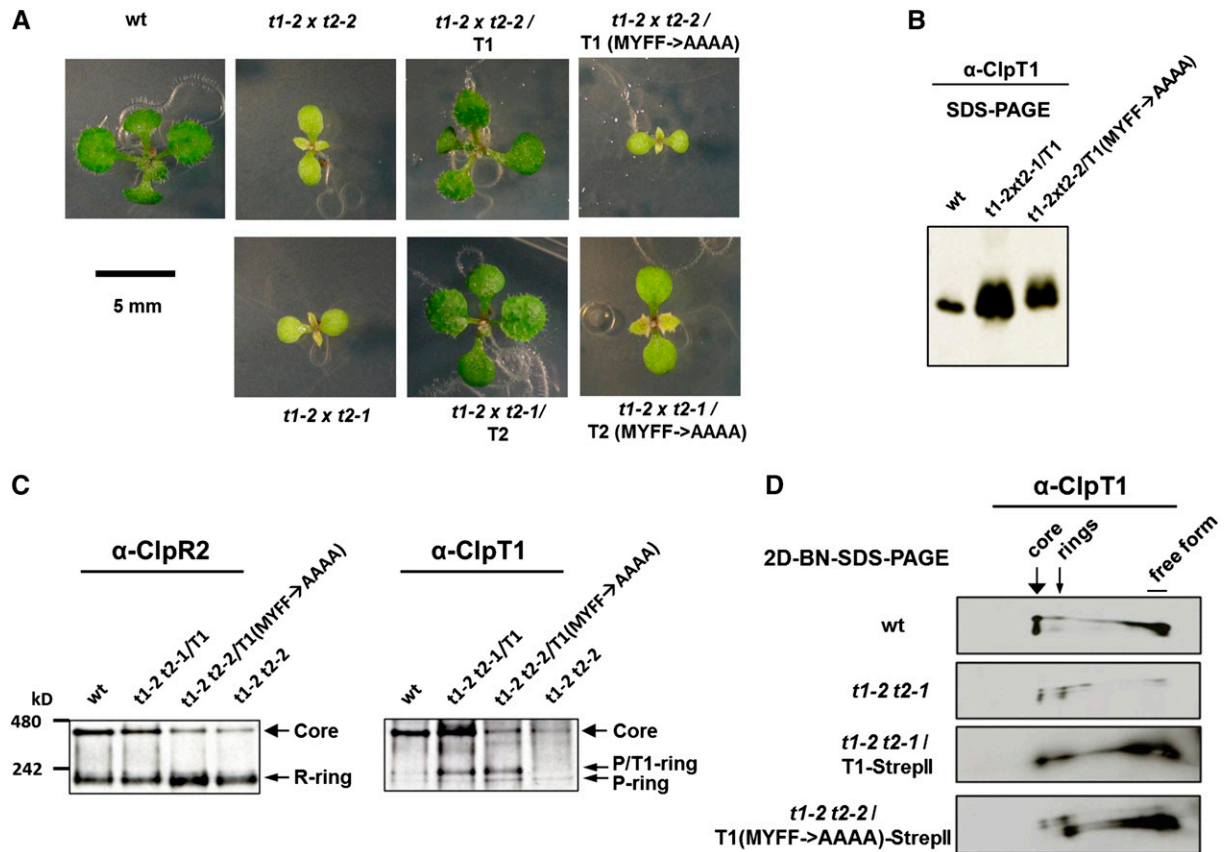 A
wt
t1-2 x t2-2
t1-2 x t2-2 /
T1
t1-2 x t2-2 /
T1 (MYFF->AAAA)
5 mm
t1-2 x t2-1
t1-2 x t2-1/
T2
t1-2 x t2-1 /
T2 (MYFF->AAAA)
B
α-ClpT1
SDS-PAGE
wt
t1-2xt2-1/T1
t1-2xt2-2/T1(MYFF→AAAA)
C
α-ClpR2
wt
t1-2 t2-1/T1
t1-2 t2-2/T1(MYFF→AAAA)
t1-2 t2-2
kD
480
242
Core
R-ring
α-ClpT1
wt
t1-2 t2-1/T1
t1-2 t2-2/T1(MYFF→AAAA)
t1-2 t2-2
Core
P/T1-ring
P-ring
D
α-ClpT1
2D-BN-SDS-PAGE
core
rings
free form
wt
t1-2 t2-1
t1-2 t2-1 /
T1-StrepII
t1-2 t2-2 /
T1(MYFF->AAAA)-StrepII